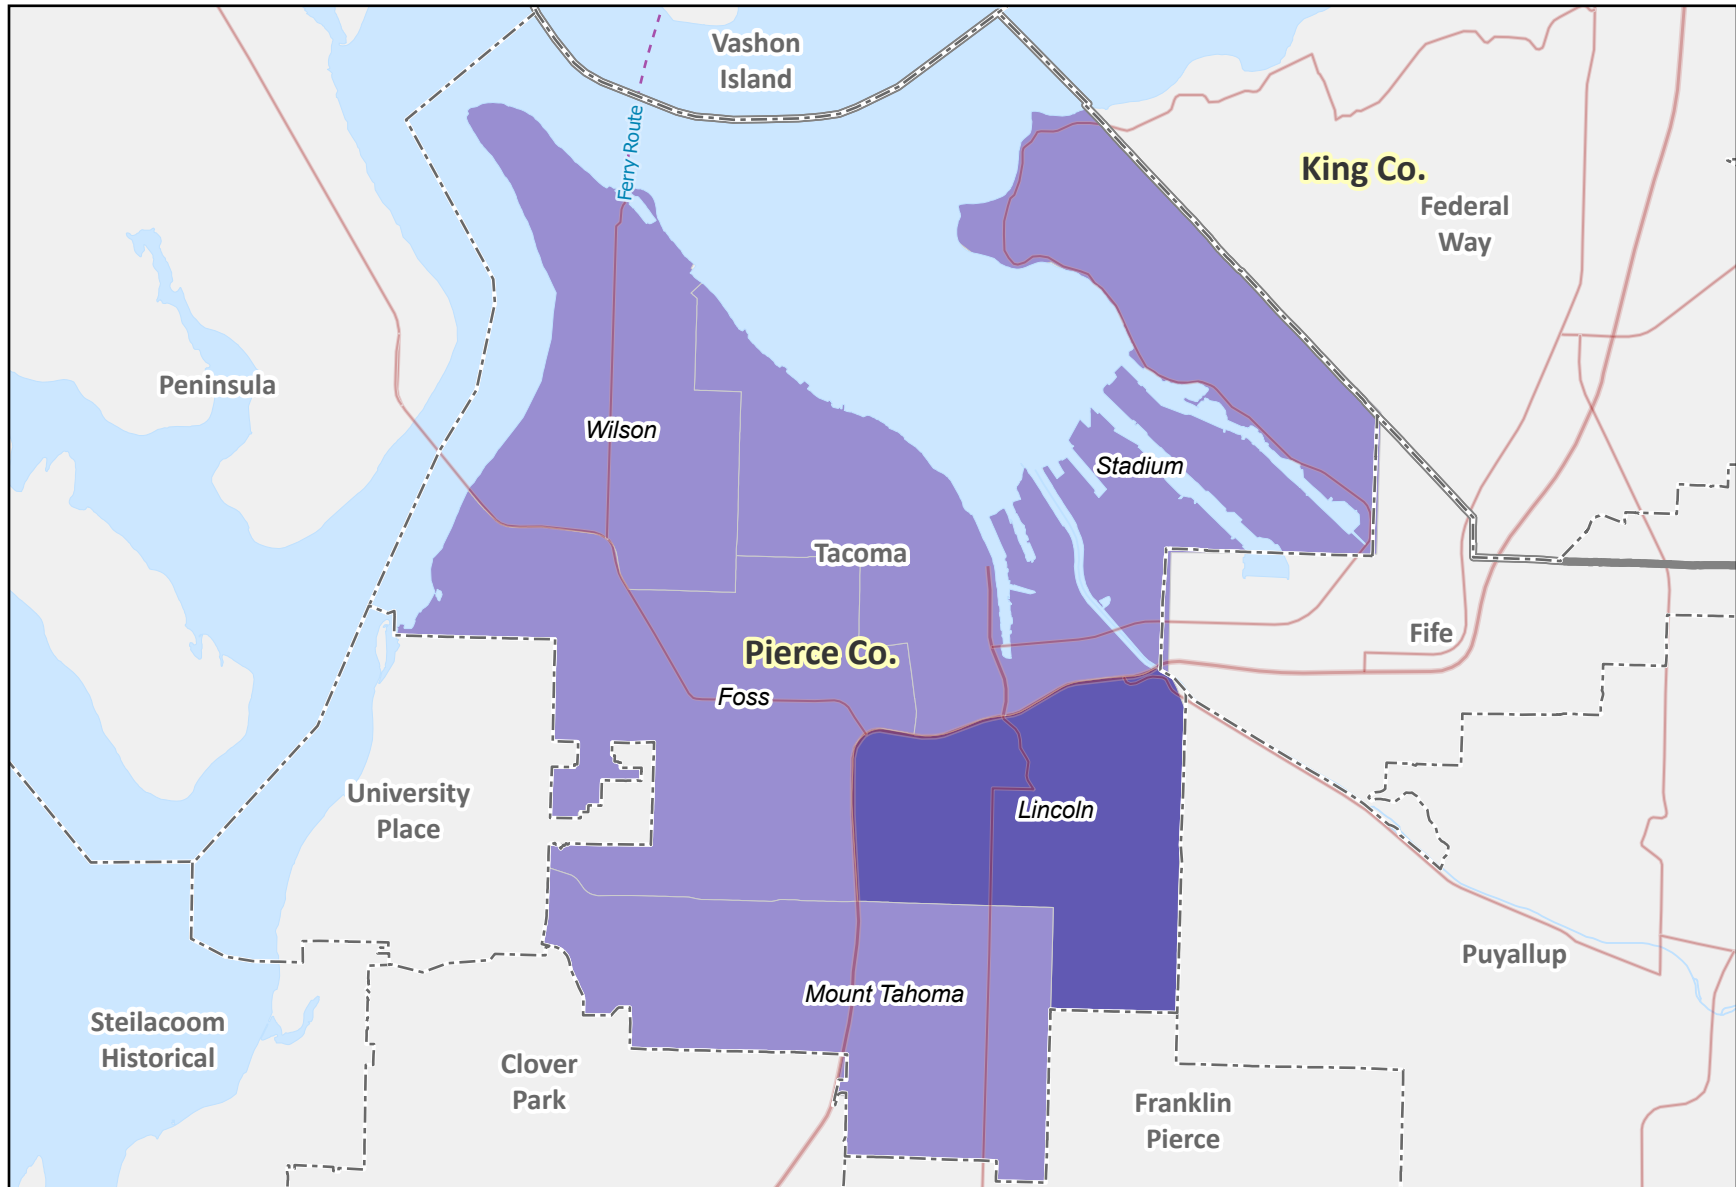 Vashon
Island
Ferry Route
King Co.
Federal
Way
Peninsula
Wilson
Stadium
Tacoma
Fife
Pierce Co.
Foss
University
Place
Lincoln
Puyallup
Mount Tahoma
Steilacoom
Historical
Clover
Park
Franklin
Pierce